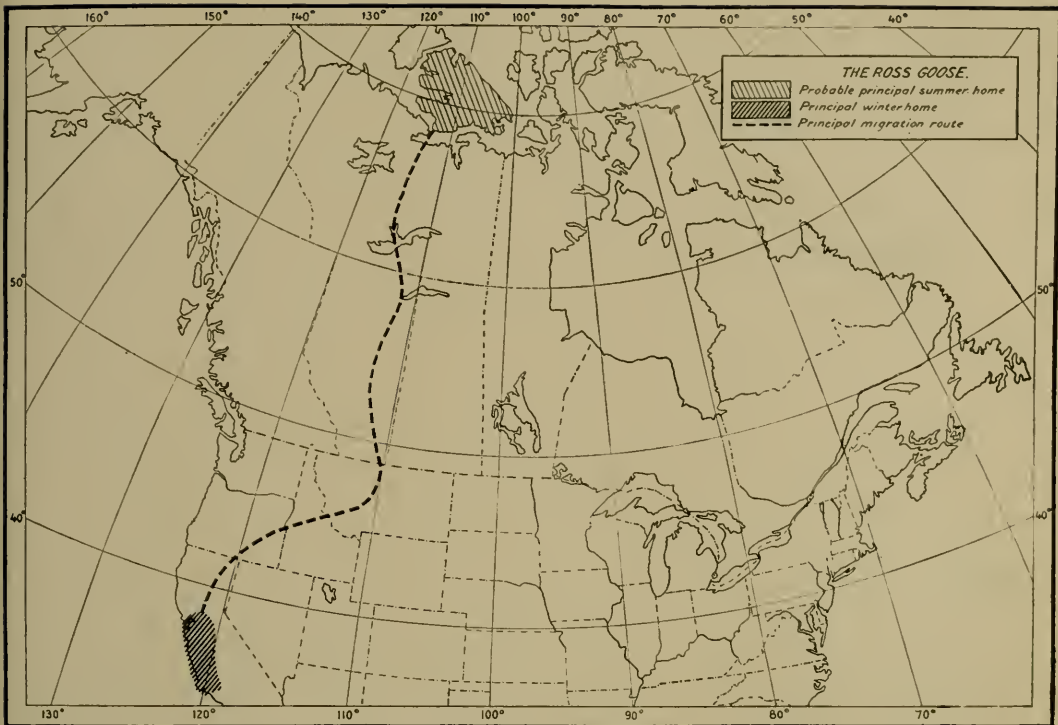 160° 150° 140° 130° 120° 110° 100° 90° 80° 70° 60° 50° 40°
THE ROSS GOOSE.
Probable principal summer home
Principal winter home
Principal migration route
50° 50°
40° 40°
130° 120° 110° 100° 90° 80° 70°